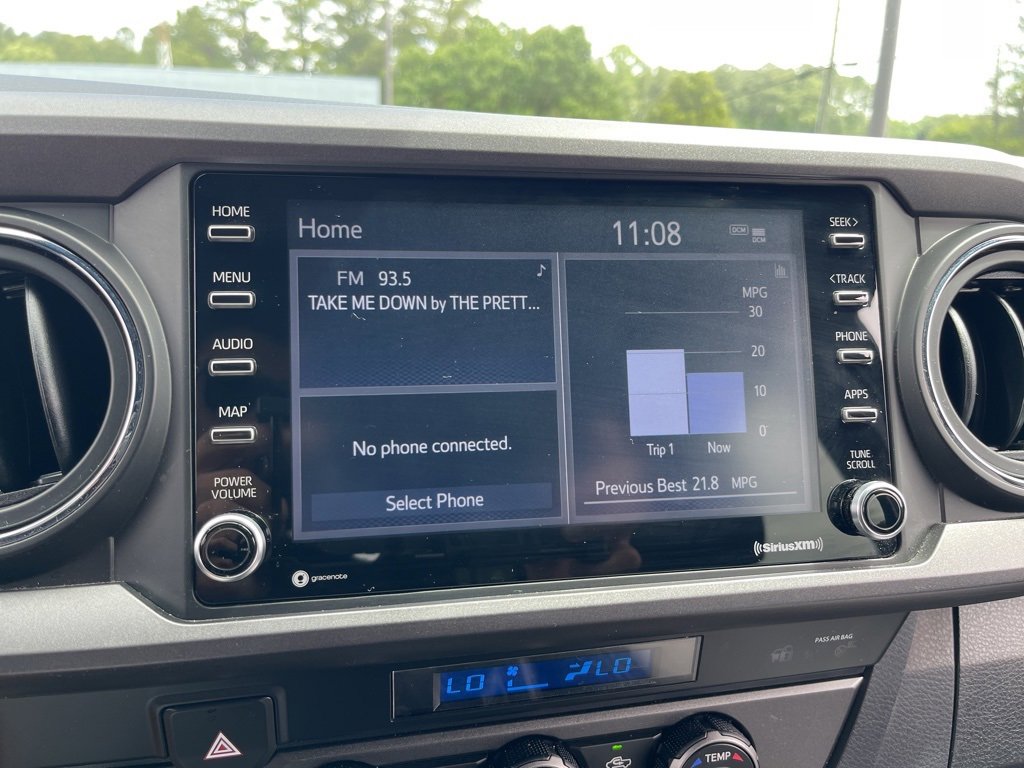 HOME
MENU
AUDIO
MAP
POWER
VOLUME
gracenote
Home
11:08
DCM
DCM
FM 93.5
TAKE ME DOWN by THE PRETT...
No phone connected.
Select Phone
MPG
30
20
10
0
Trip 1 Now
Previous Best 21.8 MPG
SEEK >
< TRACK
PHONE
APPS
TUNE
SCROLL
((SiriusXM))
PASS AIR BAG
LO LO
TEMP